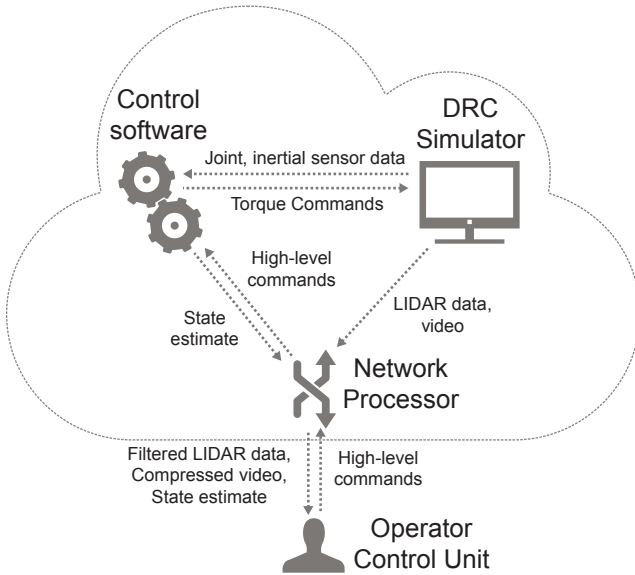 Control
software
DRC
Simulator
Joint, inertial sensor data
Torque Commands
High-level
commands
State
estimate
LIDAR data,
video
Network
Processor
Filtered LIDAR data,
Compressed video,
State estimate
High-level
commands
Operator
Control Unit